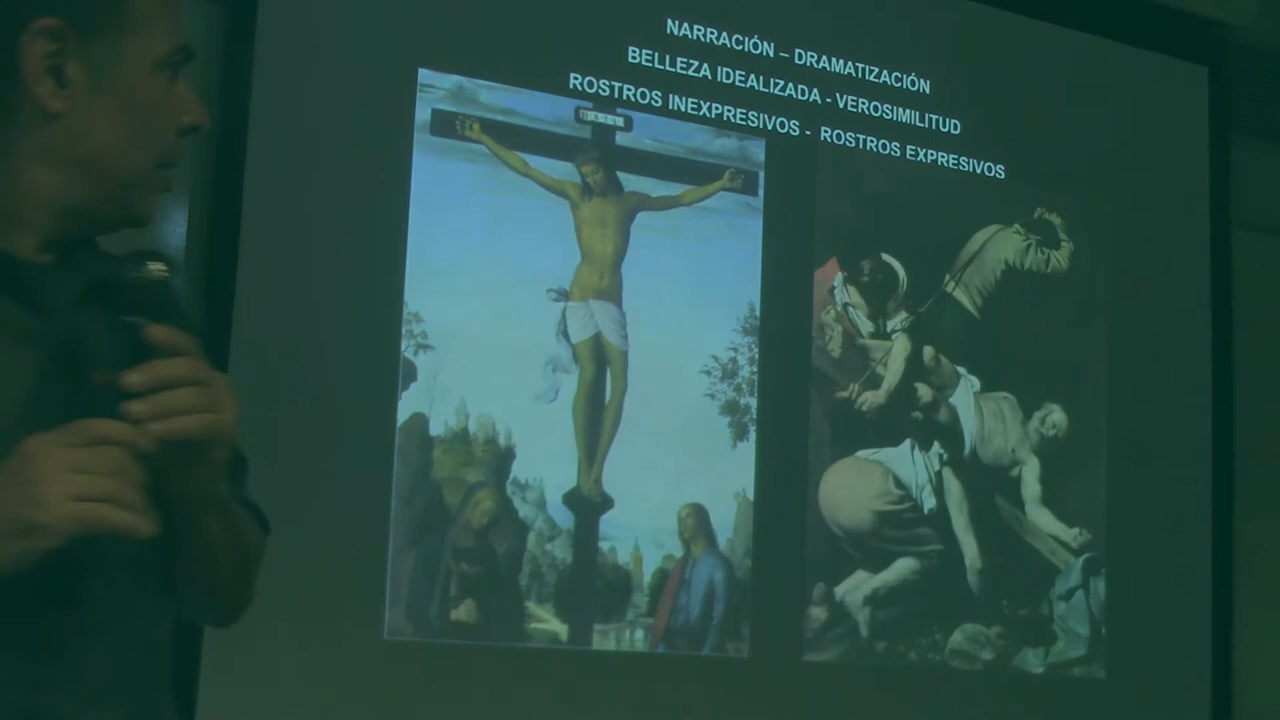 NARRACIÓN – DRAMATIZACIÓN
BELLEZA IDEALIZADA - VEROSIMILITUD
ROSTROS INEXPRESIVOS - ROSTROS EXPRESIVOS